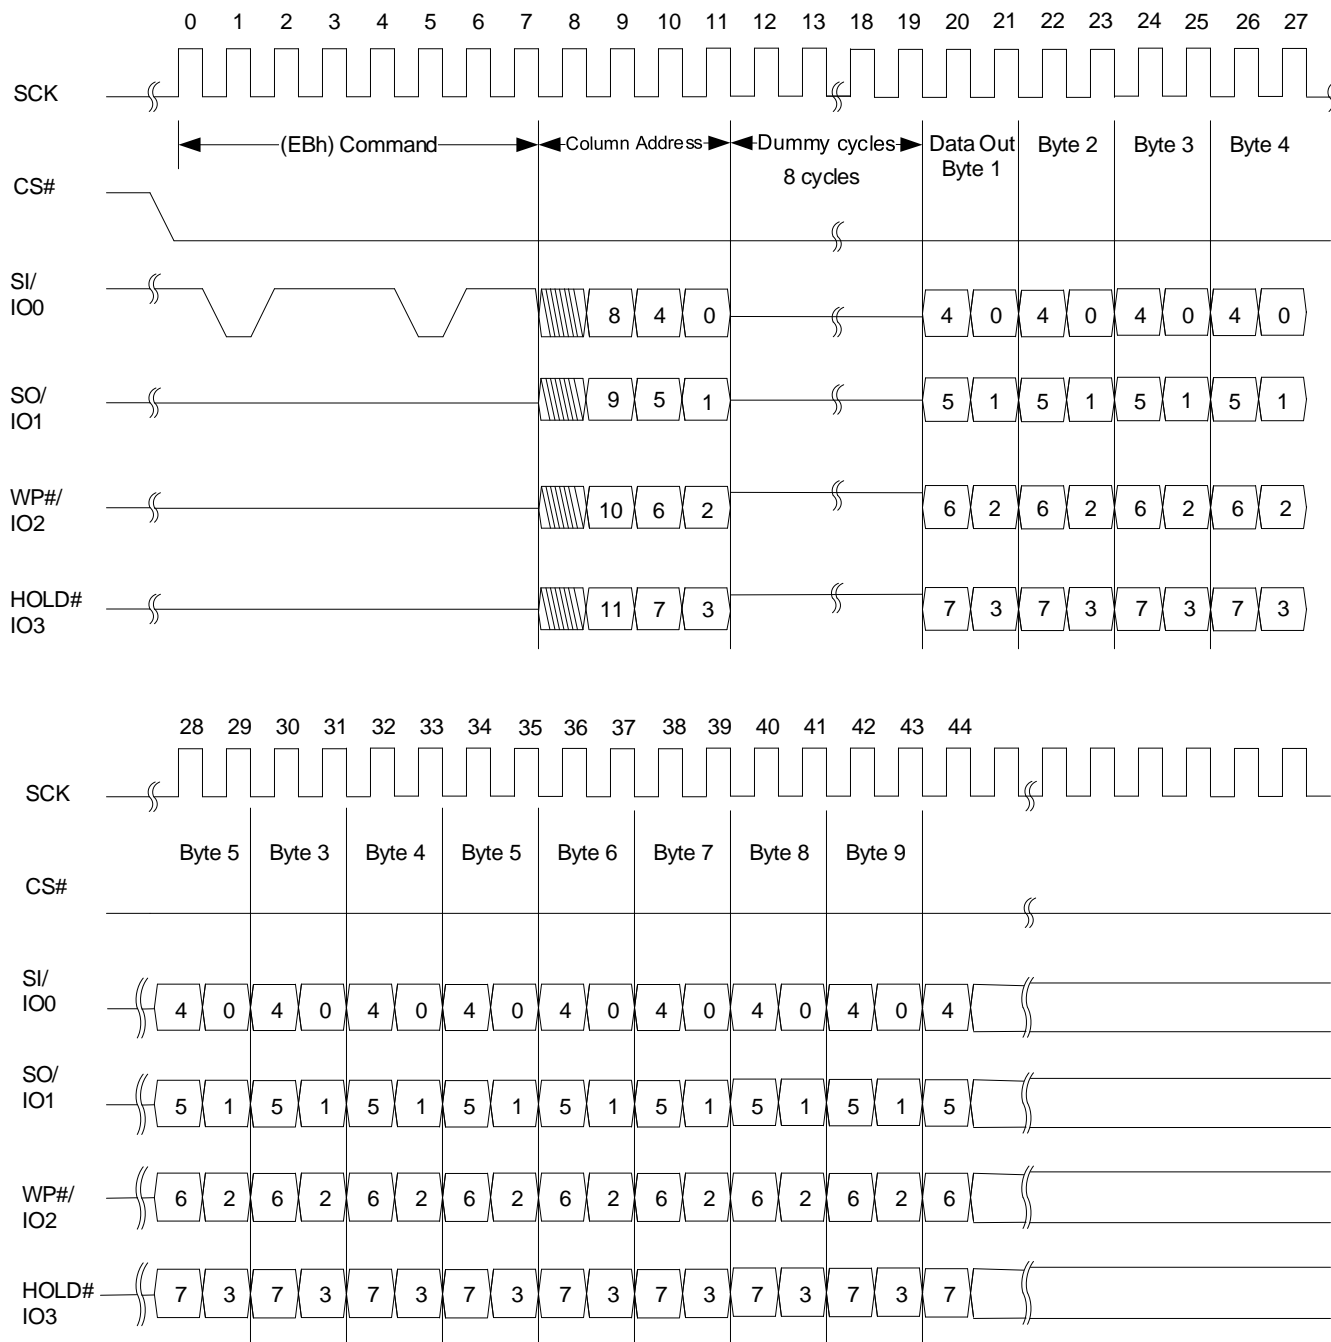 0 1 2 3 4 5 6 7 8 9 10 11 12 13 18 19 20 21 22 23 24 25 26 27
SCK
(EBh) Command Column Address Dummy cycles Data Out Byte 2 Byte 3 Byte 4
8 cycles Byte 1
CS#
SI/
IO0
8 4 0 4 0 4 0 4 0 4 0
SO/
IO1
9 5 1 5 1 5 1 5 1 5 1
WP#/
IO2
10 6 2 6 2 6 2 6 2 6 2
HOLD#
IO3
11 7 3 7 3 7 3 7 3 7 3
28 29 30 31 32 33 34 35 36 37 38 39 40 41 42 43 44
SCK
Byte 5 Byte 3 Byte 4 Byte 5 Byte 6 Byte 7 Byte 8 Byte 9
CS#
SI/
IO0
4 0 4 0 4 0 4 0 4 0 4 0 4 0 4 0 4
SO/
IO1
5 1 5 1 5 1 5 1 5 1 5 1 5 1 5 1 5
WP#/
IO2
6 2 6 2 6 2 6 2 6 2 6 2 6 2 6 2 6
HOLD#
IO3
7 3 7 3 7 3 7 3 7 3 7 3 7 3 7 3 7